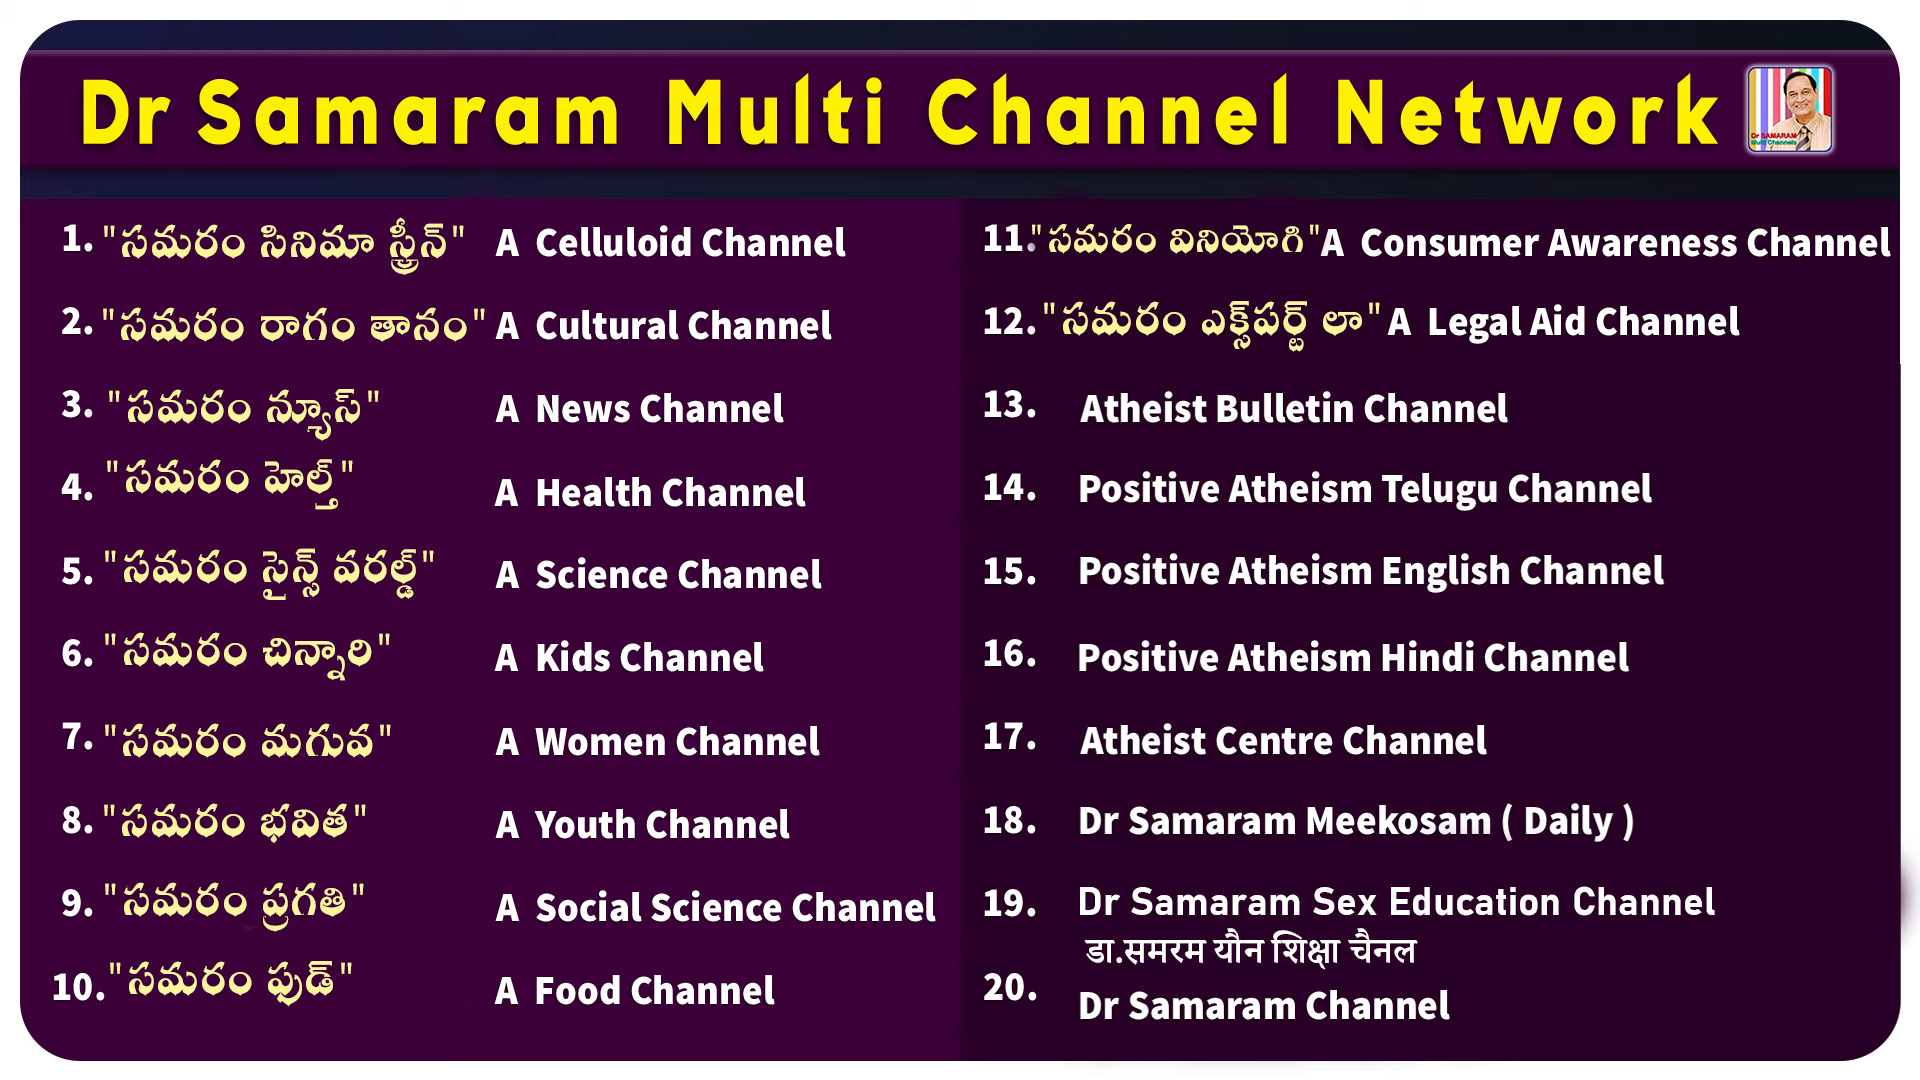 Dr Samaram Multi Channel Network
Dr SAMARAM
Multi Channels
1. "సమరం సినిమా స్క్రీన్" A Celluloid Channel
2. "సమరం రాగం తానం" A Cultural Channel
3. "సమరం న్యూస్" A News Channel
4. "సమరం హెల్త్" A Health Channel
5. "సమరం సైన్స్ వరల్డ్" A Science Channel
6. "సమరం చిన్నారి" A Kids Channel
7. "సమరం మగువ" A Women Channel
8. "సమరం భవిత" A Youth Channel
9. "సమరం ప్రగతి" A Social Science Channel
10. "సమరం ఫుడ్" A Food Channel
11. "సమరం వినియోగి" A Consumer Awareness Channel
12. "సమరం ఎక్స్‌పర్ట్ లా" A Legal Aid Channel
13. Atheist Bulletin Channel
14. Positive Atheism Telugu Channel
15. Positive Atheism English Channel
16. Positive Atheism Hindi Channel
17. Atheist Centre Channel
18. Dr Samaram Meekosam ( Daily )
19. Dr Samaram Sex Education Channel
डा.समरम यौन शिक्षा चैनल
20. Dr Samaram Channel